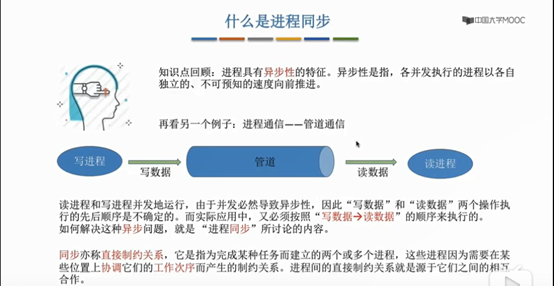 什么是进程同步
中国大学MOOC
知识点回顾：进程具有异步性的特征。异步性是指，各并发执行的进程以各自
独立的、不可预知的速度向前推进。
再看另一个例子：进程通信——管道通信
写进程
写数据
管道
读数据
读进程
读进程和写进程并发地运行，由于并发必然导致异步性，因此“写数据”和“读数据”两个操作执
行的先后顺序是不确定的。而实际应用中，又必须按照“写数据→读数据”的顺序来执行的。
如何解决这种异步问题，就是“进程同步”所讨论的内容。
同步亦称直接制约关系，它是指为完成某种任务而建立的两个或多个进程，这些进程因为需要在某
些位置上协调它们的工作次序而产生的制约关系。进程间的直接制约关系就是源于它们之间的相互
合作。